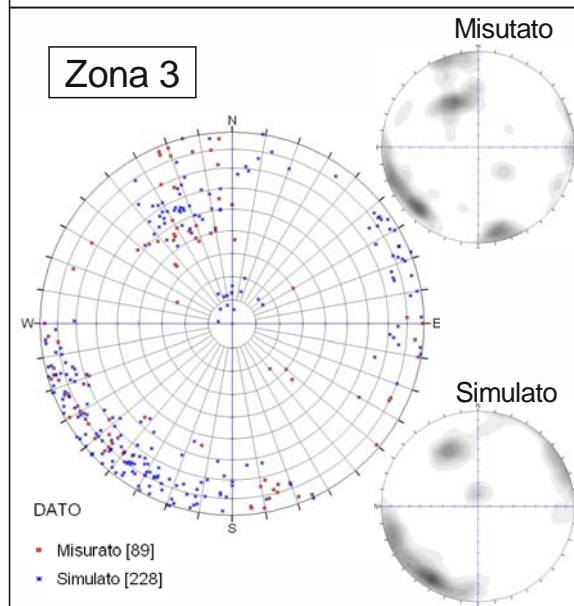 Misutato
Zona 3
N
N
W
E
S
Simulato
N
DATO
Misurato [89]
Simulato [228]